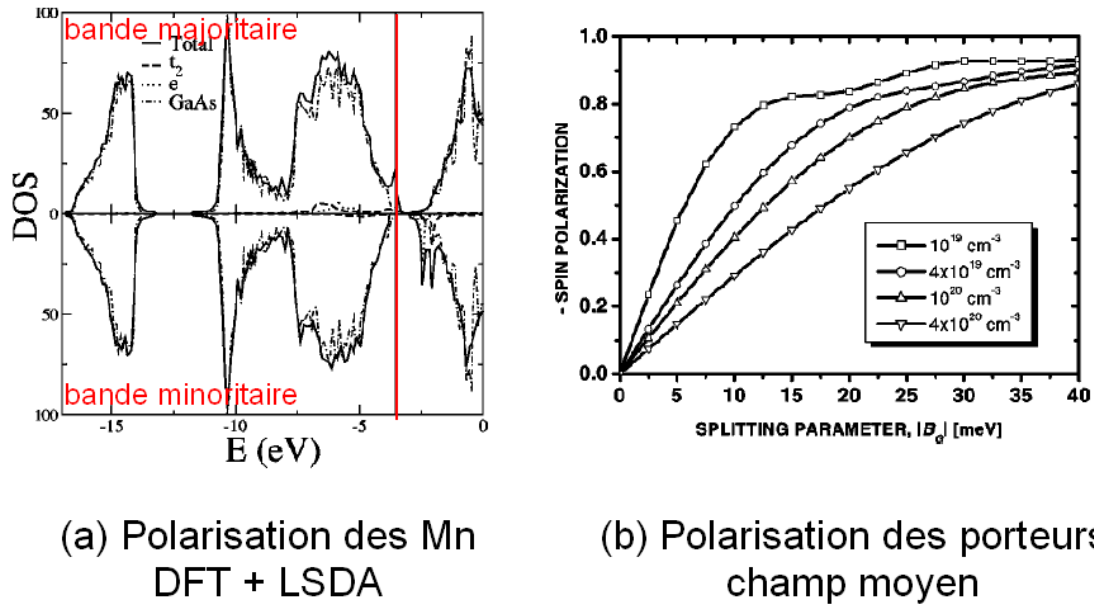 bande majoritaire
Total
t2
e
GaAs
100
50
0
50
100
DOS
bande minoritaire
-15
-10
-5
0
E (eV)
1.0
0.8
0.6
0.4
0.2
0.0
- SPIN POLARIZATION
10^19 cm^-3
4x10^19 cm^-3
10^20 cm^-3
4x10^20 cm^-3
0 5 10 15 20 25 30 35 40
SPLITTING PARAMETER, |B_G| [meV]
(a) Polarisation des Mn
DFT + LSDA
(b) Polarisation des porteurs
champ moyen